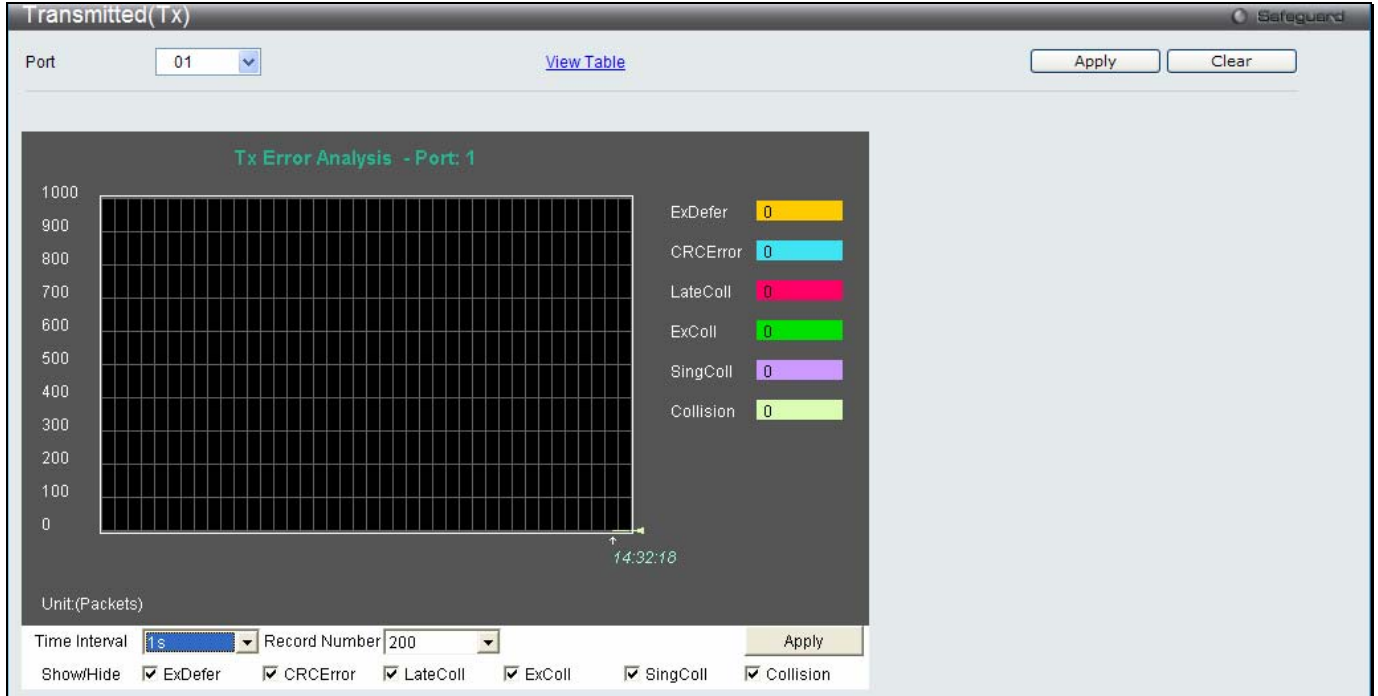 Transmitted(Tx) Safeguard
Port 01 View Table Apply Clear
Tx Error Analysis - Port: 1
1000
900
800
700
600
500
400
300
200
100
0
ExDefer 0
CRCError 0
LateColl 0
ExColl 0
SingColl 0
Collision 0
14:32:18
Unit:(Packets)
Time Interval 1s Record Number 200 Apply
Show/Hide ExDefer CRCError LateColl ExColl SingColl Collision